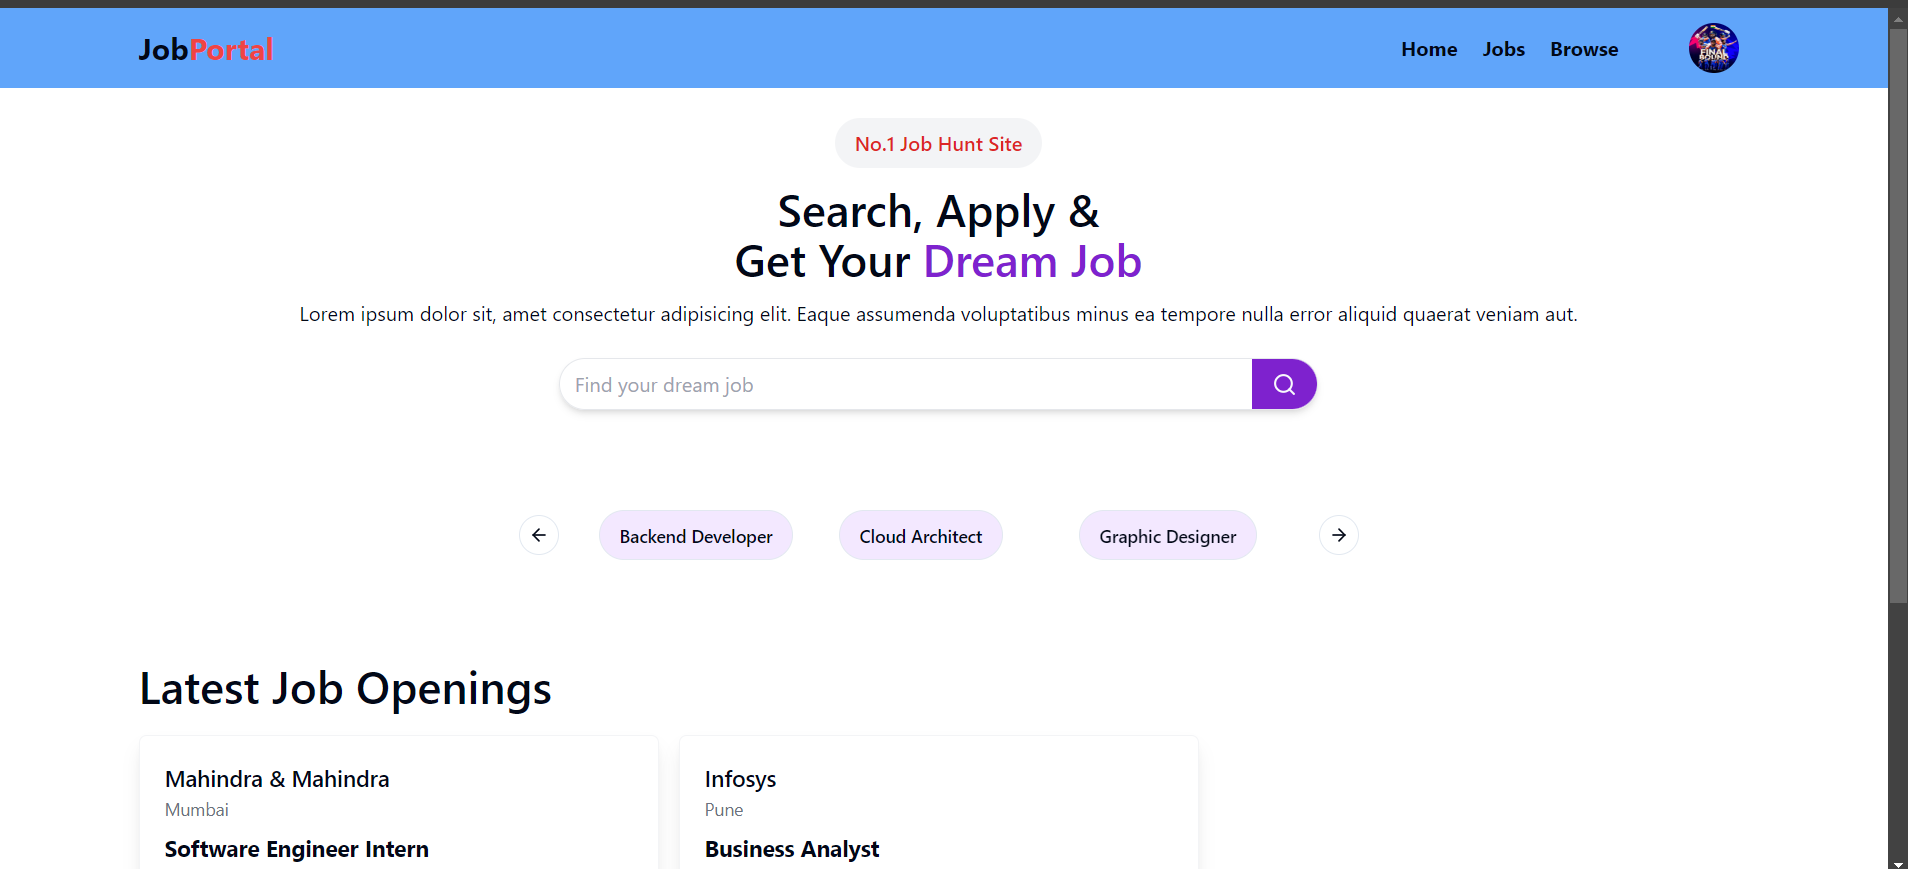 JobPortal
Home Jobs Browse
FINAL
ROUND
No.1 Job Hunt Site
Search, Apply &
Get Your Dream Job
Lorem ipsum dolor sit, amet consectetur adipisicing elit. Eaque assumenda voluptatibus minus ea tempore nulla error aliquid quaerat veniam aut.
Find your dream job
Backend Developer
Cloud Architect
Graphic Designer
Latest Job Openings
Mahindra & Mahindra
Mumbai
Software Engineer Intern
Infosys
Pune
Business Analyst